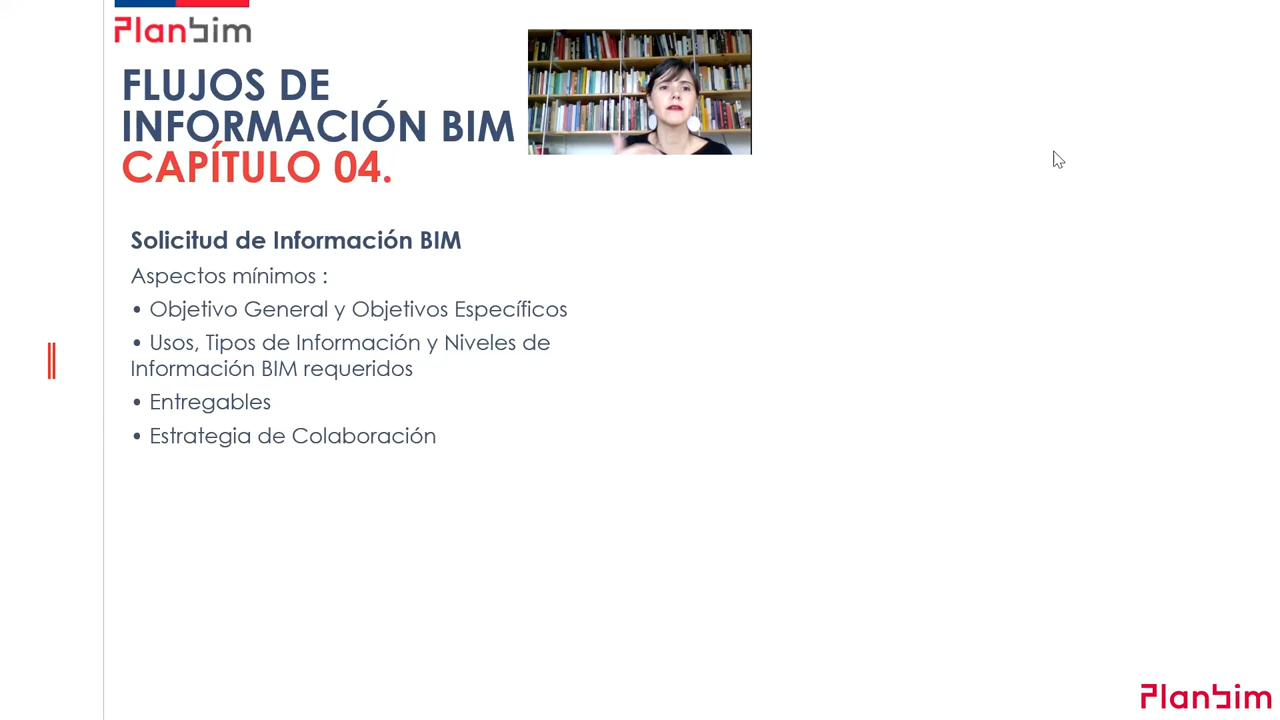 Planbim
FLUJOS DE
INFORMACIÓN BIM
CAPÍTULO 04.
Solicitud de Información BIM
Aspectos mínimos :
• Objetivo General y Objetivos Específicos
• Usos, Tipos de Información y Niveles de
Información BIM requeridos
• Entregables
• Estrategia de Colaboración
Planbim